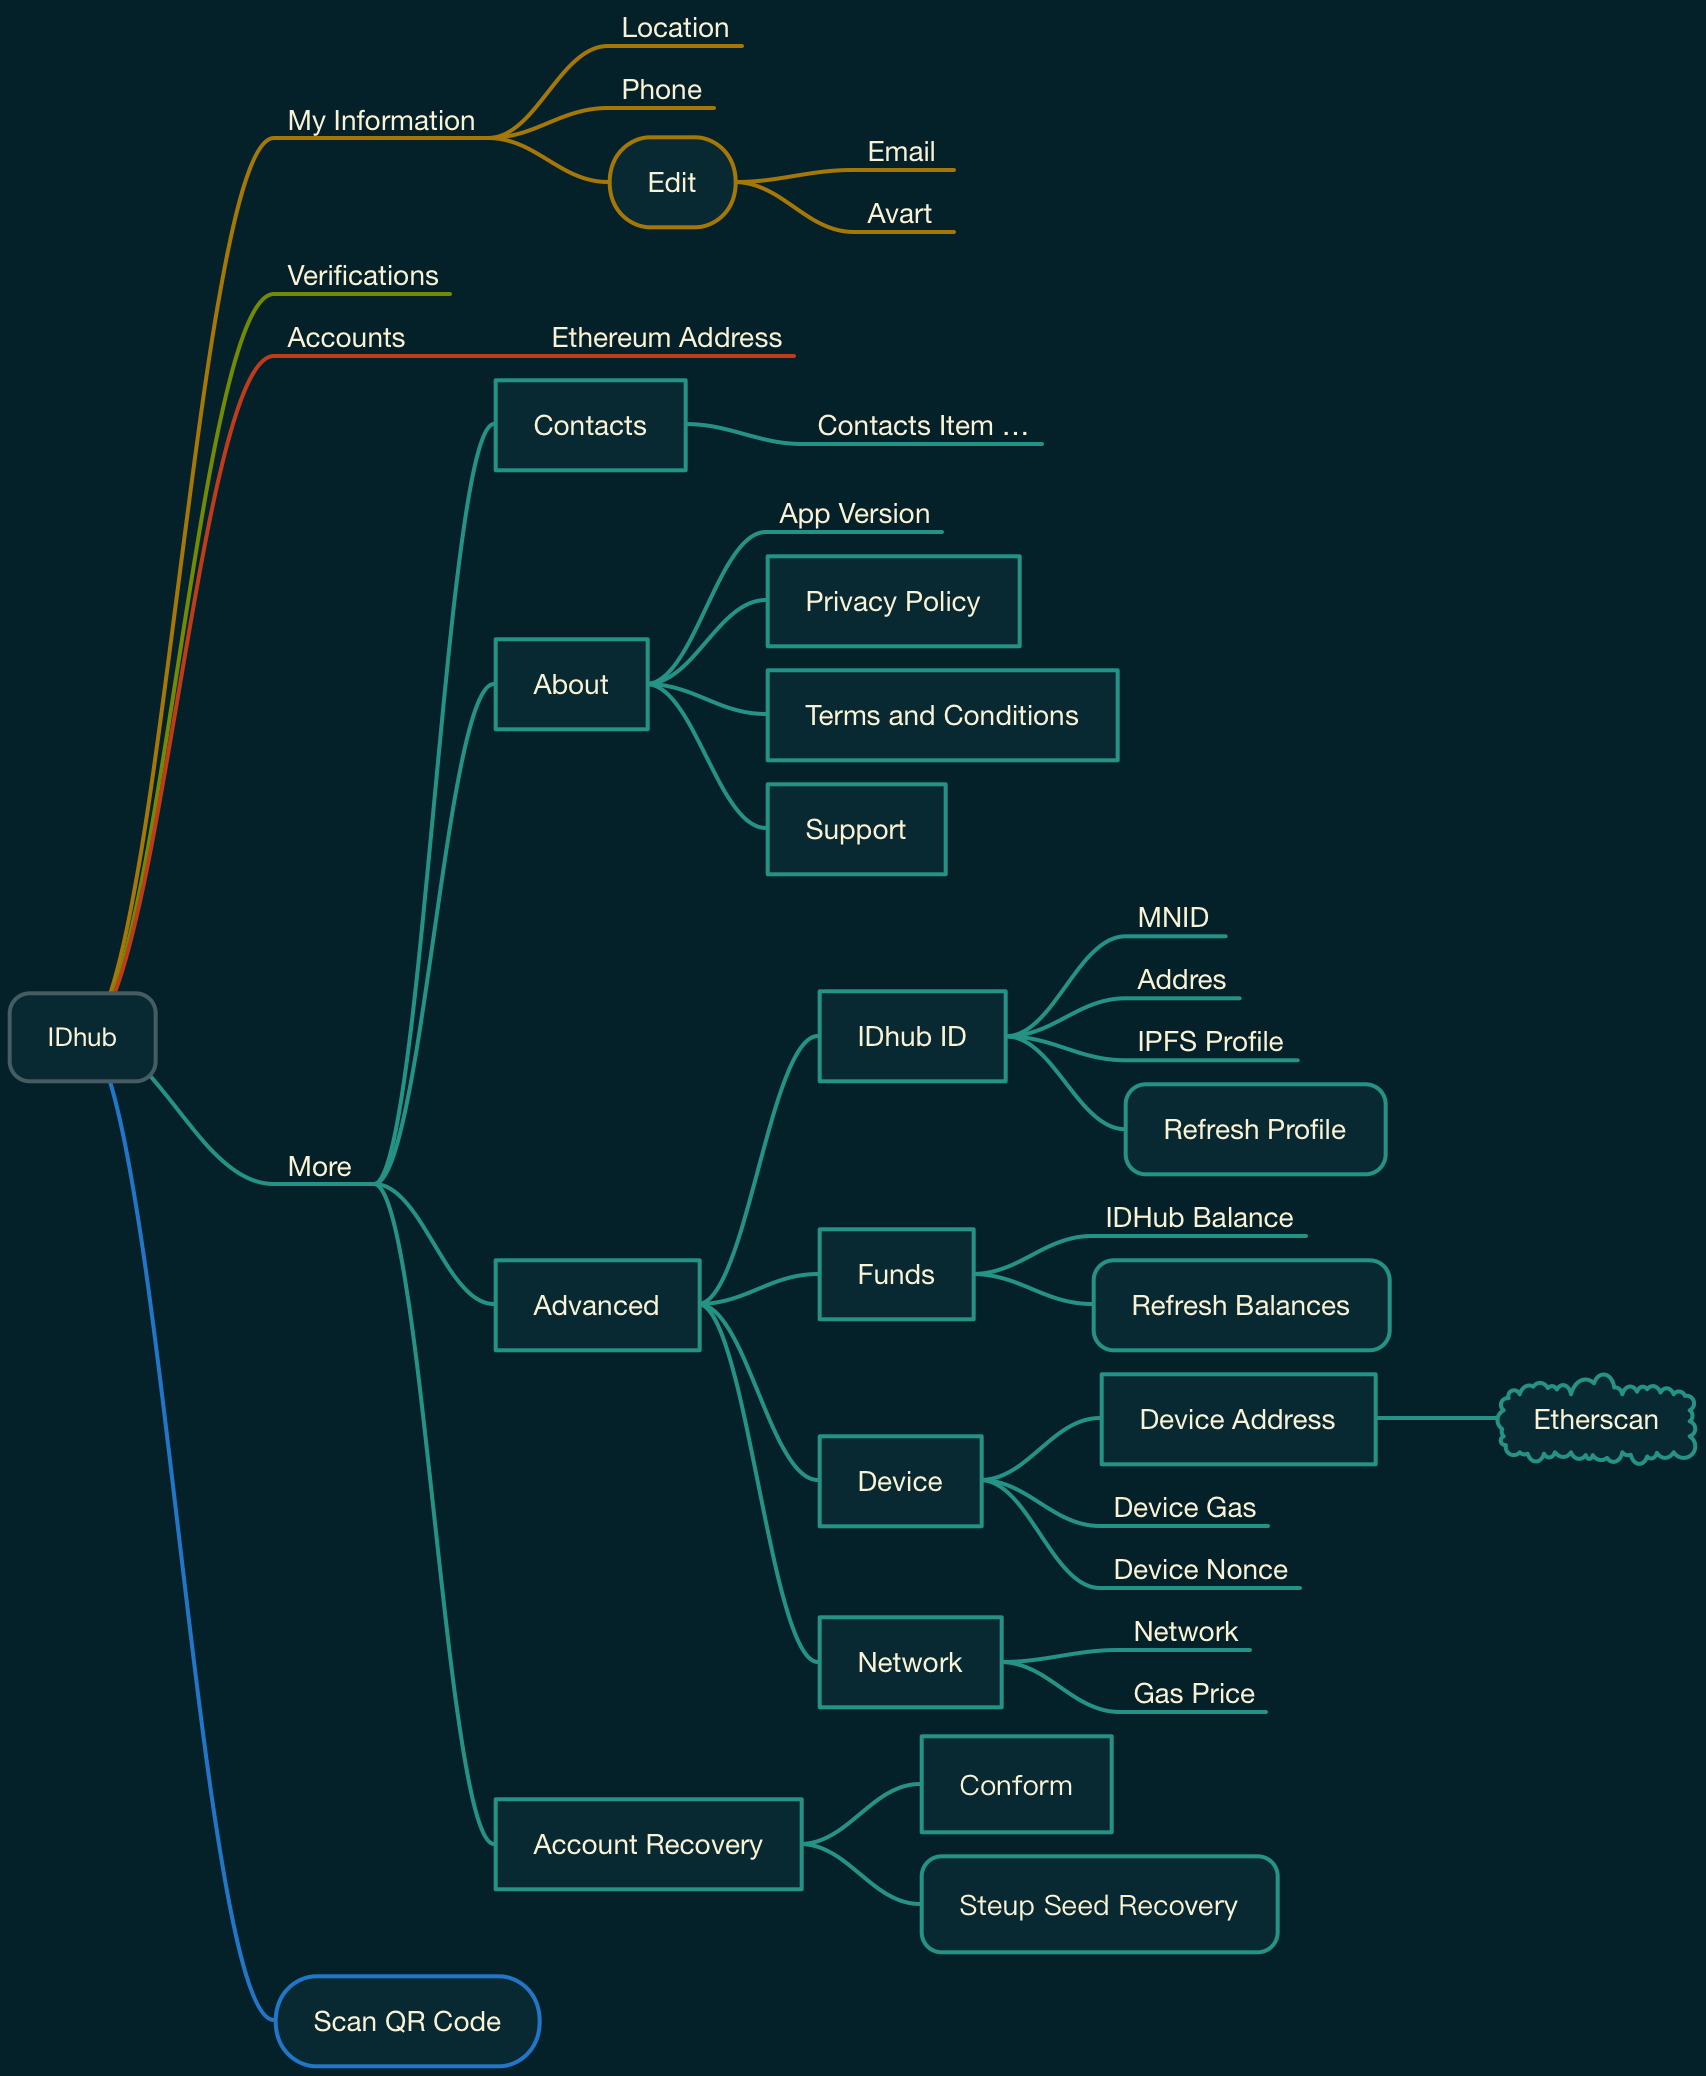 Location
Phone
My Information
Edit
Email
Avart
Verifications
Accounts
Ethereum Address
Contacts
Contacts Item ...
App Version
Privacy Policy
About
Terms and Conditions
Support
MNID
Addres
IDhub ID
IPFS Profile
Refresh Profile
IDhub
More
IDHub Balance
Funds
Refresh Balances
Advanced
Device Address
Etherscan
Device
Device Gas
Device Nonce
Network
Network
Gas Price
Conform
Account Recovery
Steup Seed Recovery
Scan QR Code